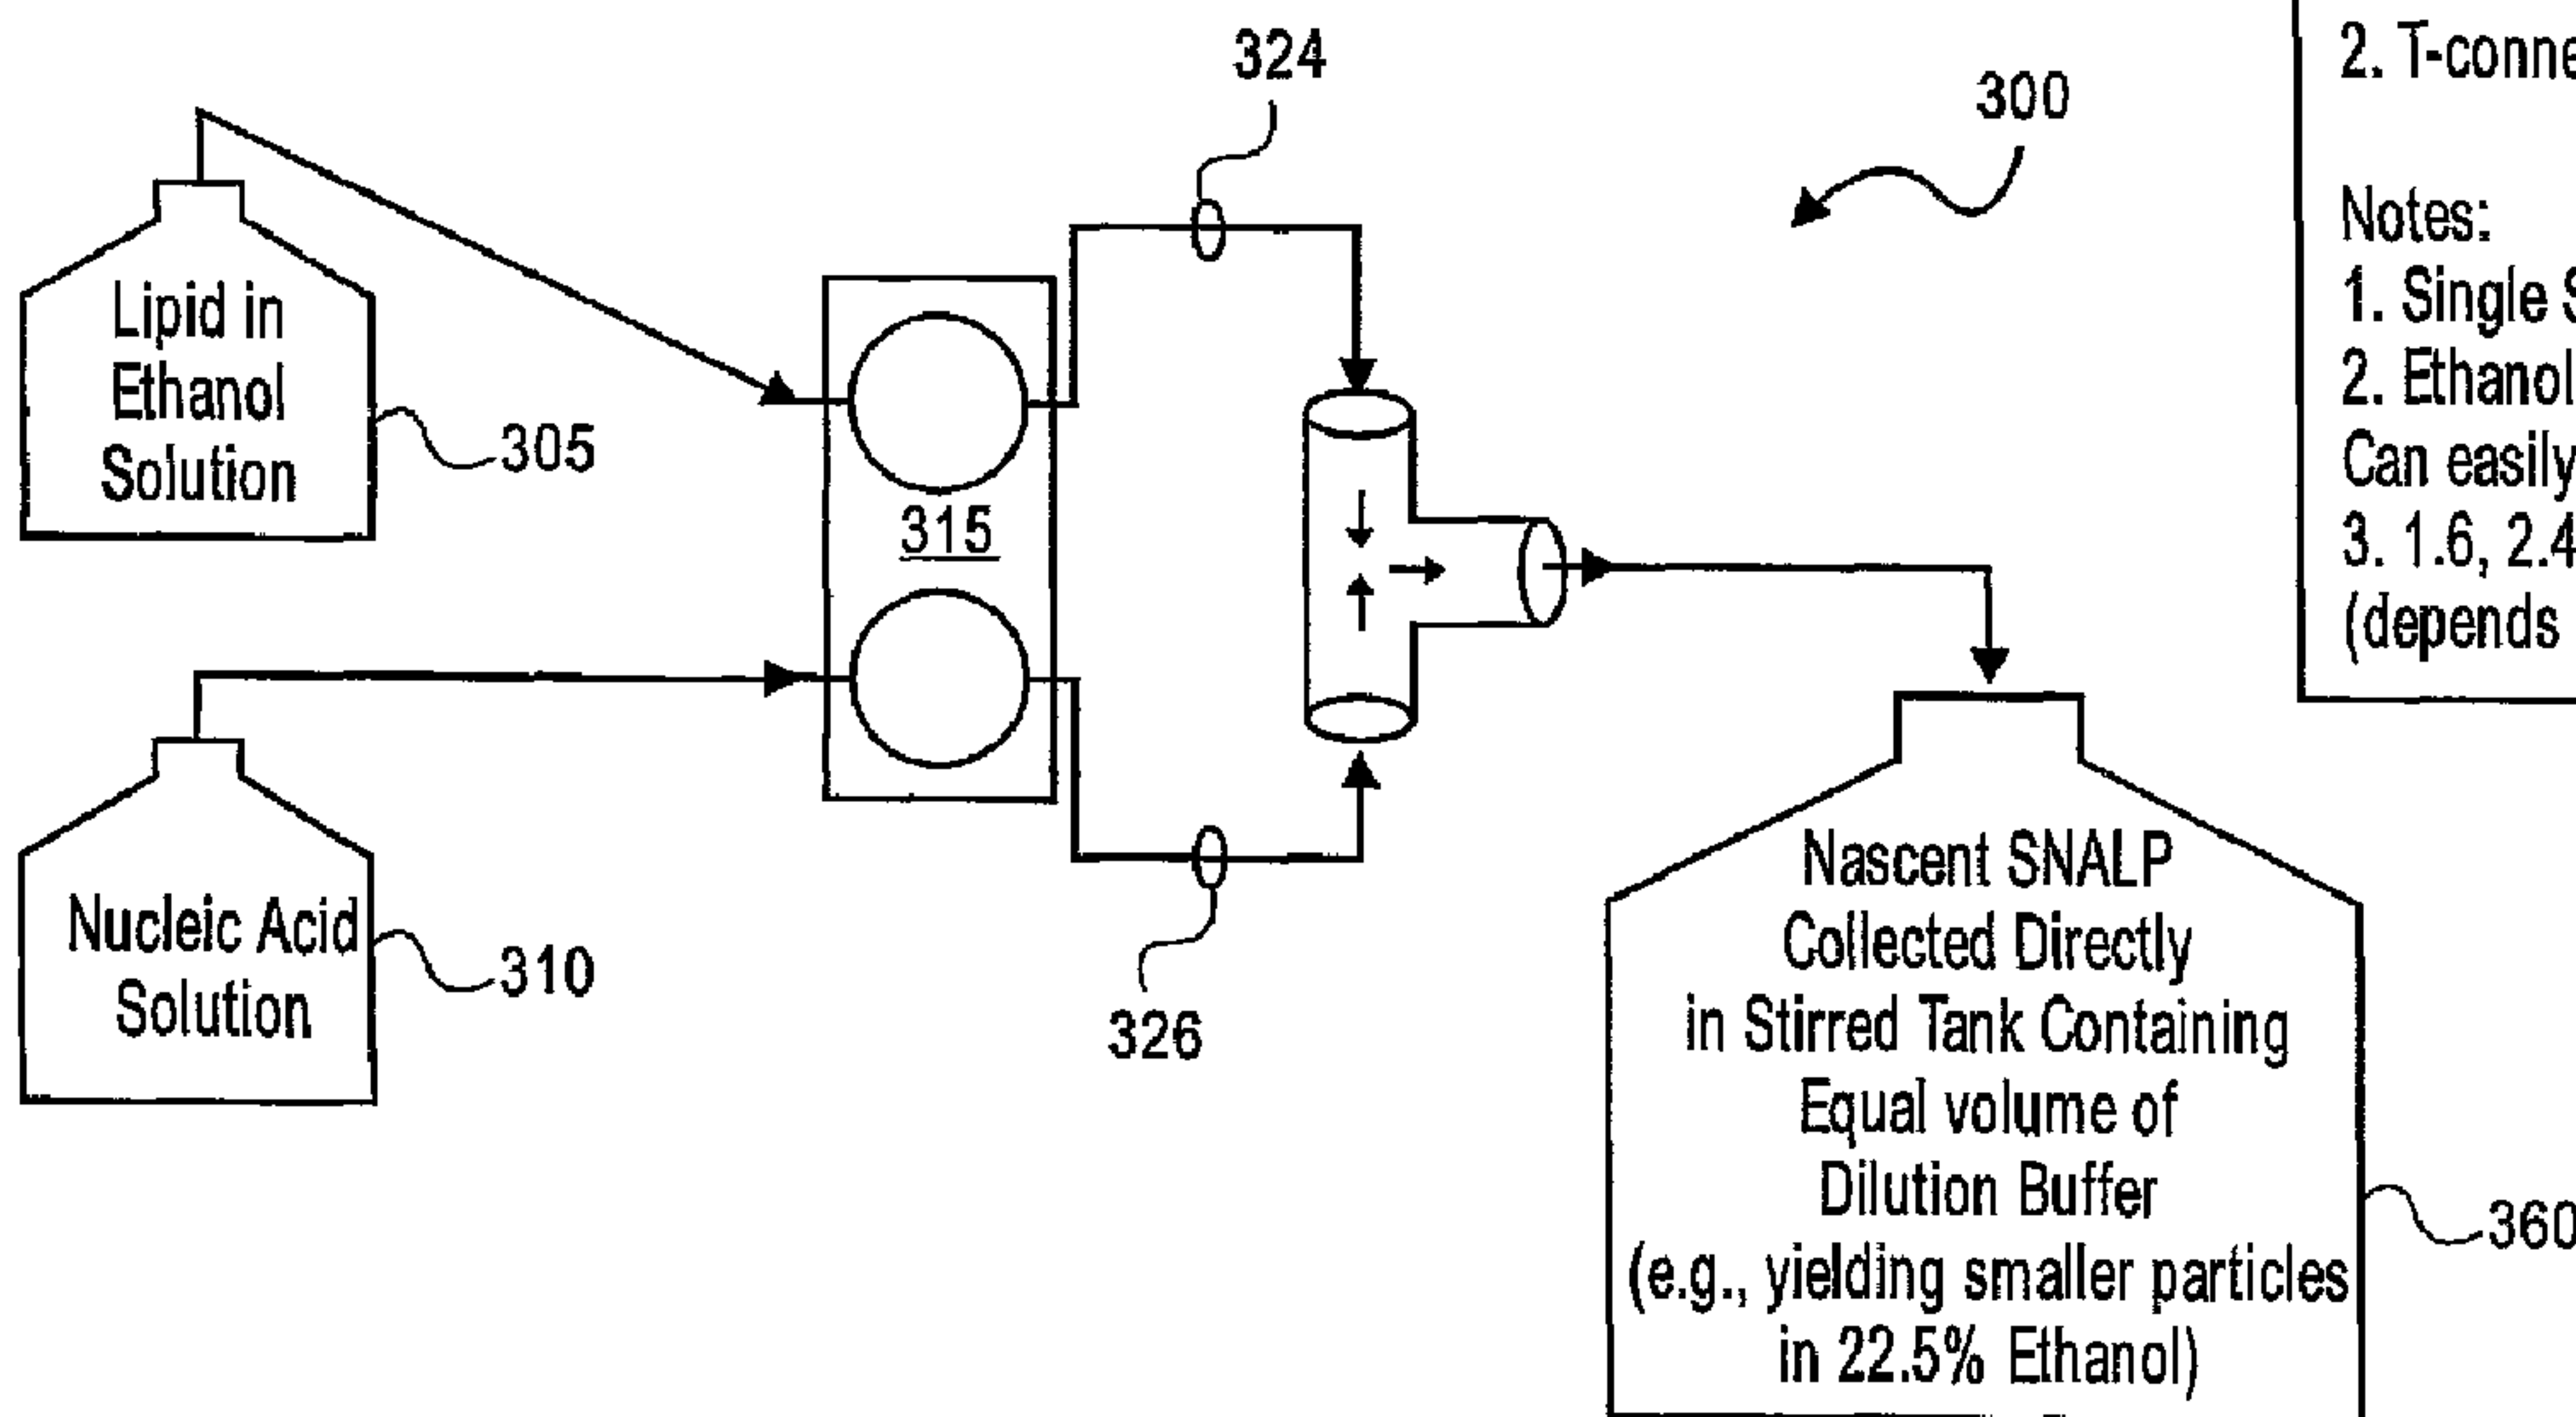 324
300
Lipid in
Ethanol
Solution
305
315
Nucleic Acid
Solution
310
326
2.
Notes:
1. Single
2. Ethanol
Can easily
3. 1.6, 2.4
(depends
Nascent SNALP
Collected Directly
in Stirred Tank Containing
Equal volume of
Dilution Buffer
(e.g., yielding smaller particles
in 22.5% Ethanol)
360